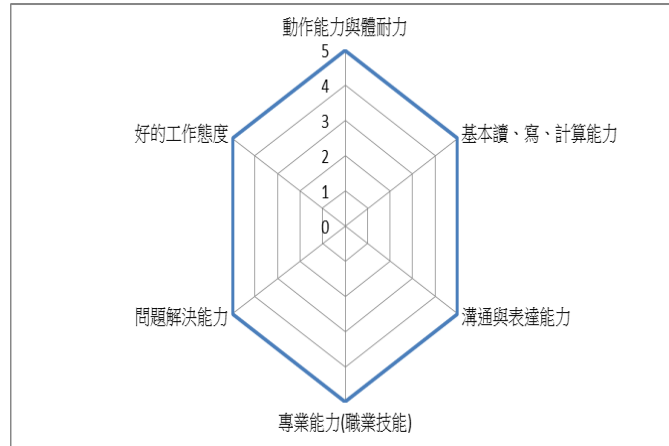 動作能力與體耐力
5
4
3
2
1
0
基本讀、寫、計算能力
溝通與表達能力
專業能力(職業技能)
問題解決能力
好的工作態度